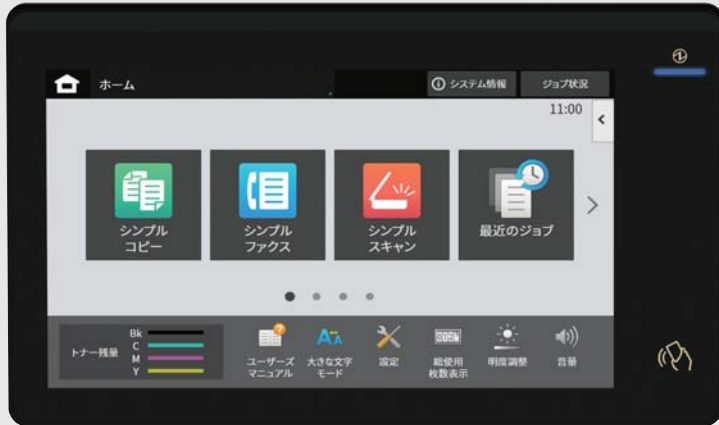 ホーム
システム情報
ジョブ状況
11:00
シンプル
コピー
シンプル
ファクス
シンプル
スキャン
最近のジョブ
トナー残量
Bk
C
M
Y
ユーザーズ
マニュアル
大きな文字
モード
設定
総使用
枚数表示
明度調整
音量